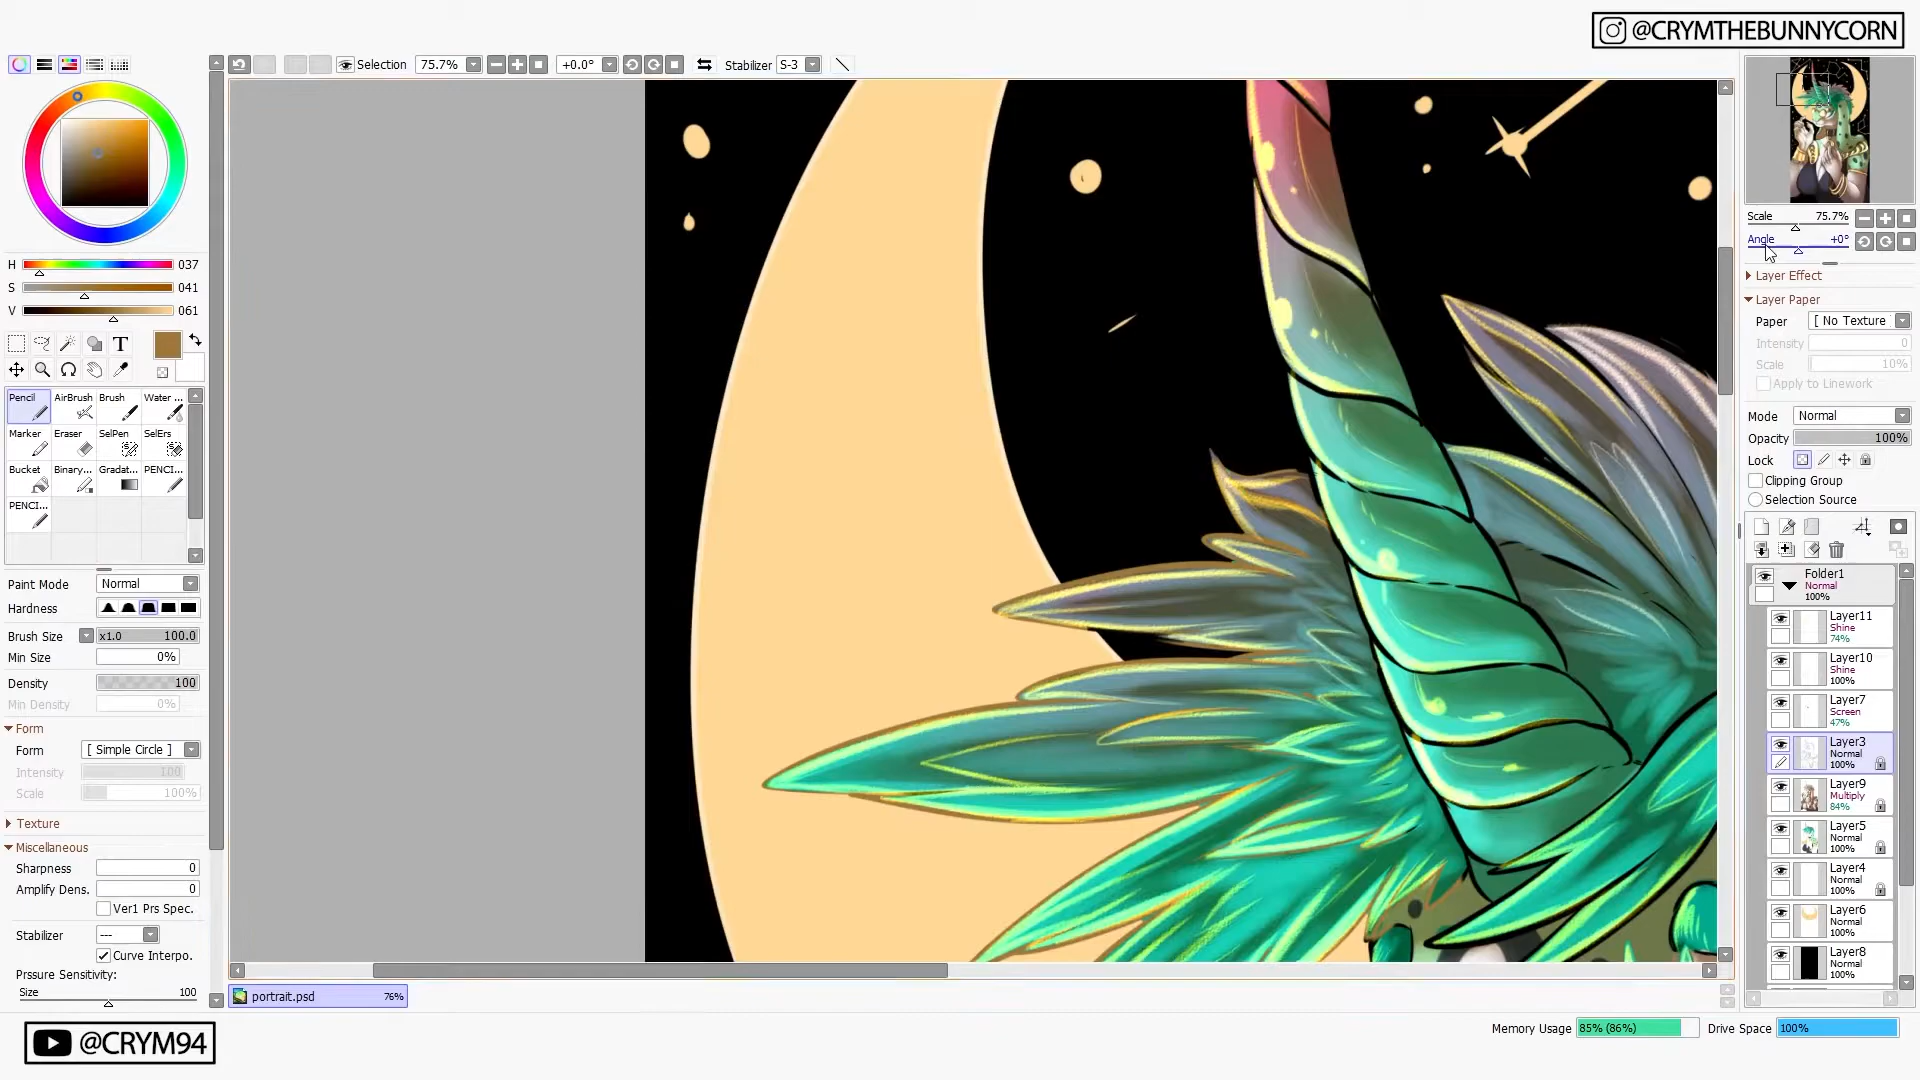 @CRYMTHEBUNNYCORN
Selection 75.7% +0.0° Stabilizer S-3
H 037
S 041
V 061
T
Pencil AirBrush Brush Water ...
Marker Eraser SelPen SelErs
Bucket Binary... Gradat... PENCI...
PENCI...
Paint Mode Normal
Hardness
Brush Size x1.0 100.0
Min Size 0%
Density 100
Min Density 0%
Form
Form [ Simple Circle ]
Intensity 100
Scale 100%
Texture
Miscellaneous
Sharpness 0
Amplify Dens. 0
Ver1 Prs Spec.
Stabilizer ---
Curve Interpo.
Prssure Sensitivity:
Size 100
portrait.psd 76%
@CRYM94
Scale 75.7%
Angle +0°
Layer Effect
Layer Paper
Paper [ No Texture
Intensity 0
Scale 10%
Apply to Linework
Mode Normal
Opacity 100%
Lock
Clipping Group
Selection Source
Folder1
Normal
100%
Layer11
Shine
74%
Layer10
Shine
100%
Layer7
Screen
47%
Layer3
Normal
100%
Layer9
Multiply
84%
Layer5
Normal
100%
Layer4
Normal
100%
Layer6
Normal
100%
Layer8
Normal
100%
Memory Usage 85% (86%) Drive Space 100%